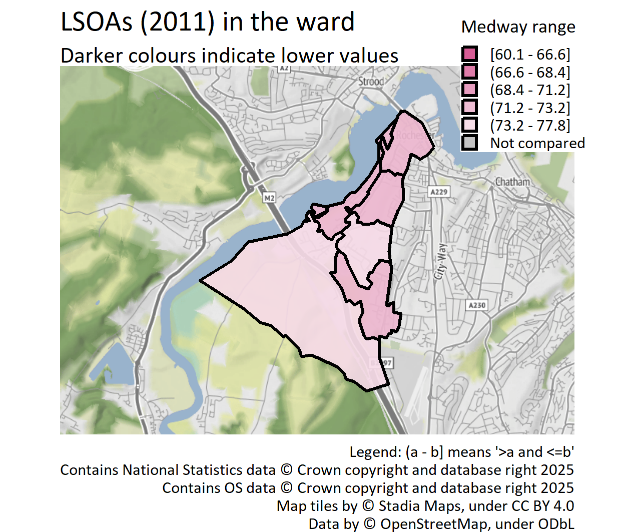 LSOAs (2011) in the ward
Darker colours indicate lower values
Medway range
[60.1 - 66.6]
(66.6 - 68.4]
(68.4 - 71.2]
(71.2 - 73.2]
(73.2 - 77.8]
Not compared
A2
Strood
M2
A229
Chatham
City Way
A230
Legend: (a - b] means '>a and <=b'
Contains National Statistics data © Crown copyright and database right 2025
Contains OS data © Crown copyright and database right 2025
Map tiles by © Stadia Maps, under CC BY 4.0
Data by © OpenStreetMap, under ODbL